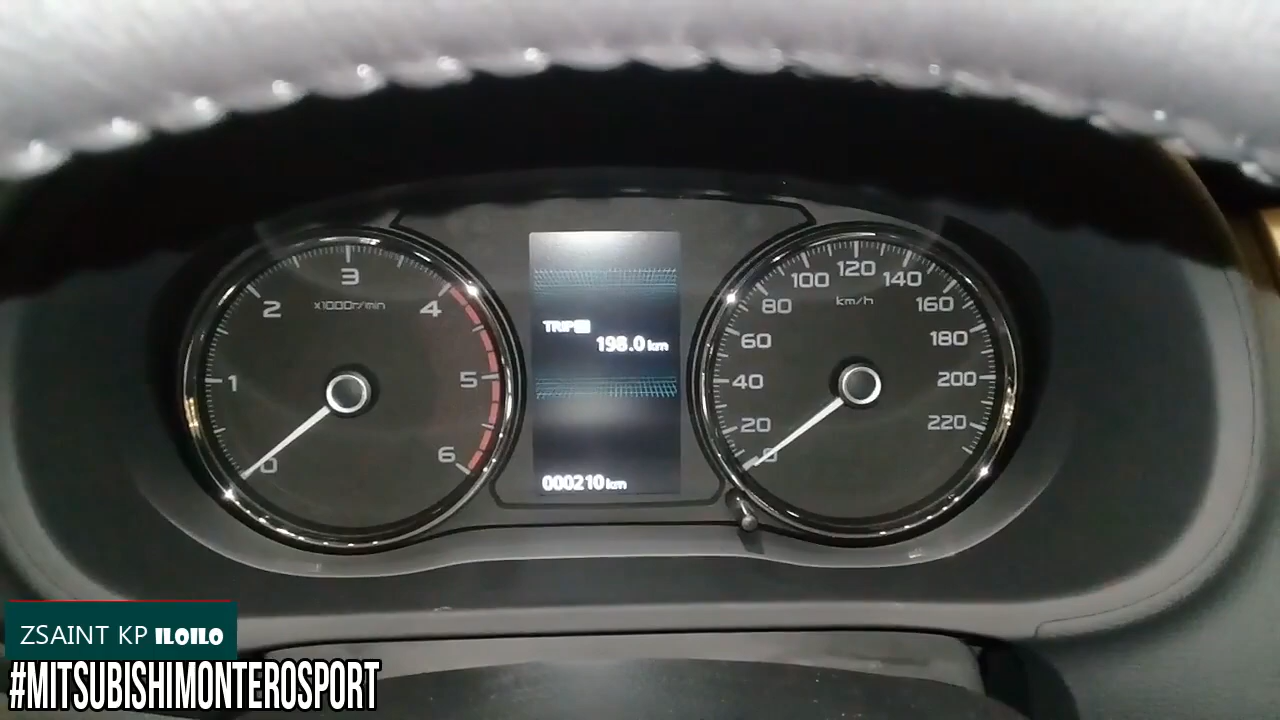 3
2
x1000r/min
4
1
5
0
6
TRIP
198.0 km
000210 km
120
100
140
km/h
80
160
60
180
40
200
20
220
0
ZSAINT KP ILOILO
#MITSUBISHIMONTEROSPORT